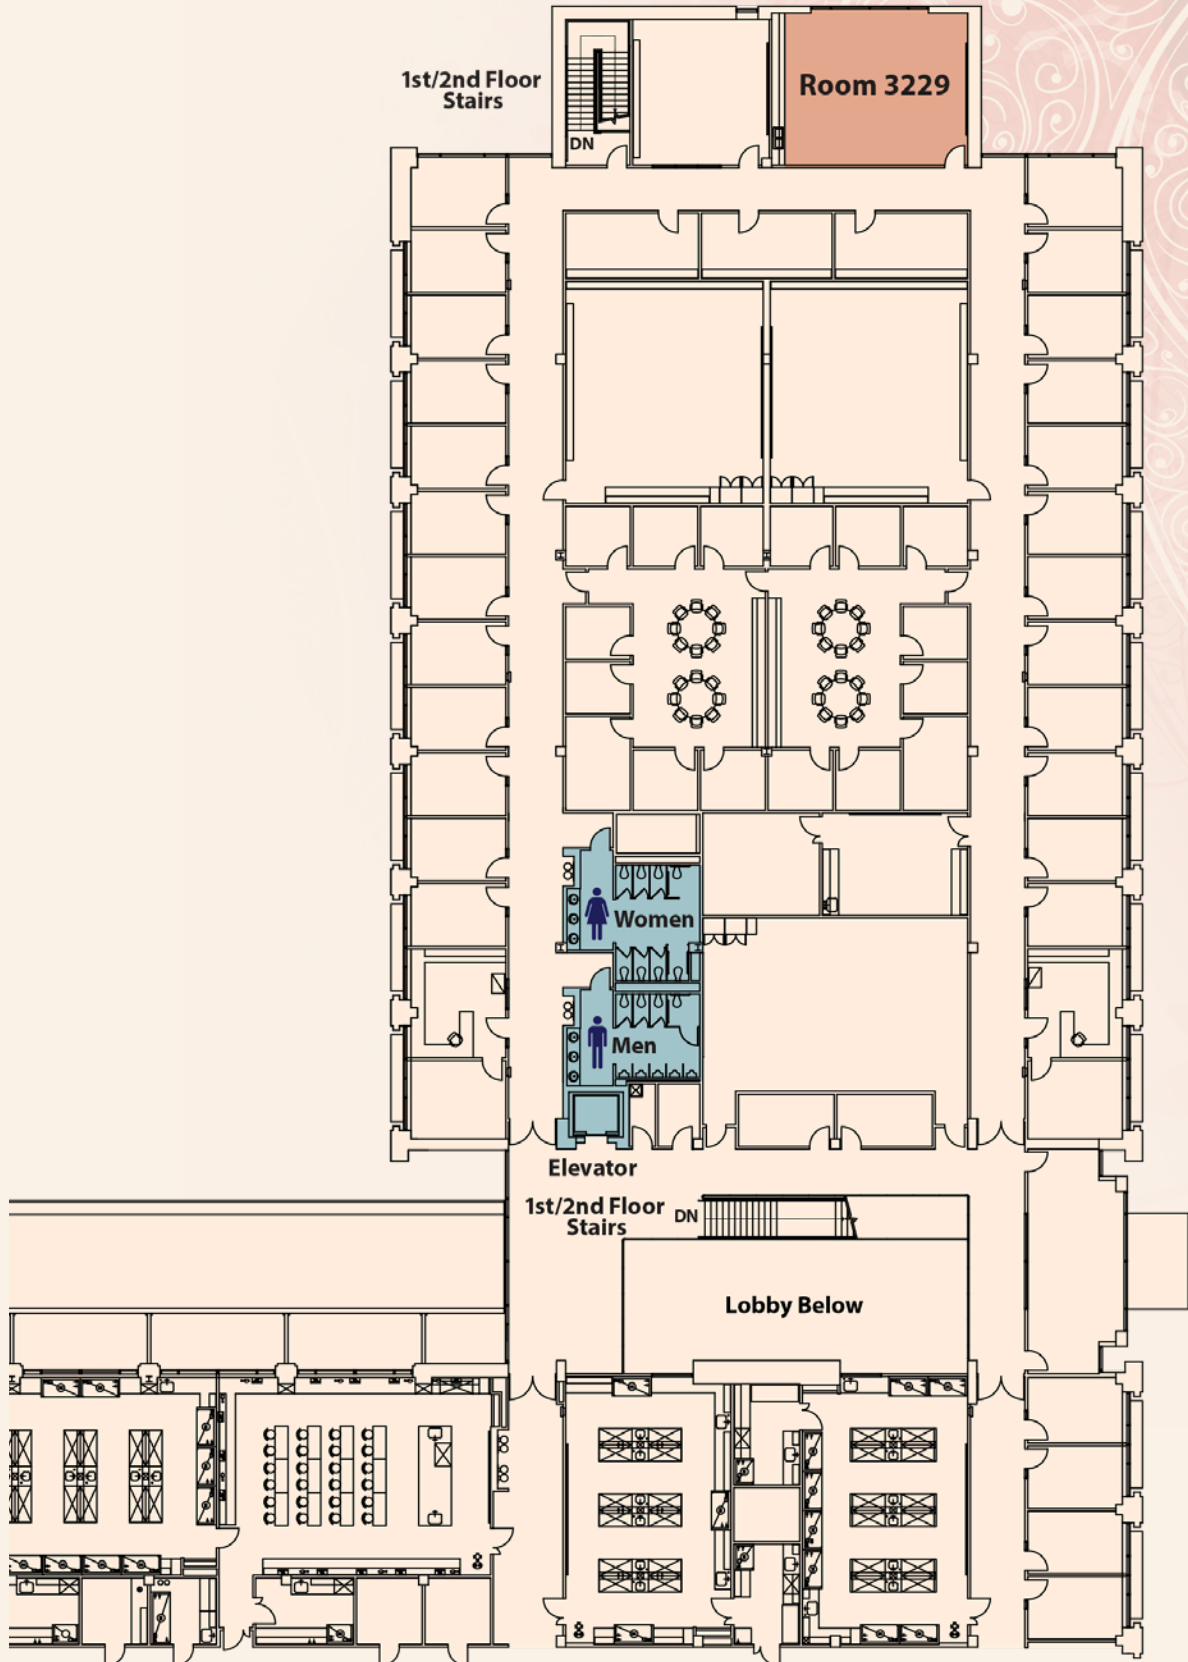 1st/2nd Floor
Stairs
Room 3229
DN
Women
Men
Elevator
1st/2nd Floor
Stairs
DN
Lobby Below